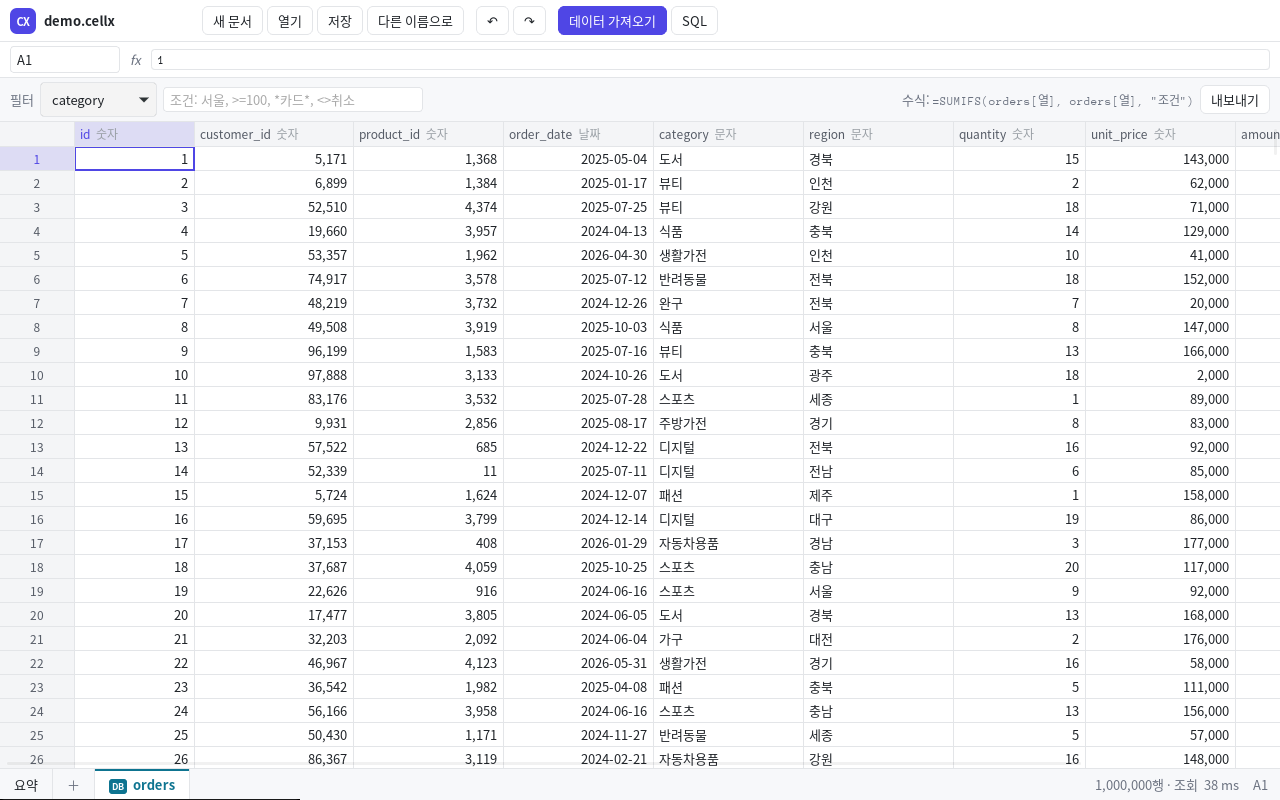 CX demo.cellx 새 문서 열기 저장 다른 이름으로 ↶ ↷ 데이터 가져오기 SQL
A1 fx 1
필터 category 조건: 서울, >=100, *카드*, <>취소 수식: =SUMIFS(orders[열], orders[열], "조건") 내보내기
id 숫자 customer_id 숫자 product_id 숫자 order_date 날짜 category 문자 region 문자 quantity 숫자 unit_price 숫자 amoun
1 1 5,171 1,368 2025-05-04 도서 경북 15 143,000
2 2 6,899 1,384 2025-01-17 뷰티 인천 2 62,000
3 3 52,510 4,374 2025-07-25 뷰티 강원 18 71,000
4 4 19,660 3,957 2024-04-13 식품 충북 14 129,000
5 5 53,357 1,962 2026-04-30 생활가전 인천 10 41,000
6 6 74,917 3,578 2025-07-12 반려동물 전북 18 152,000
7 7 48,219 3,732 2024-12-26 완구 전북 7 20,000
8 8 49,508 3,919 2025-10-03 식품 서울 8 147,000
9 9 96,199 1,583 2025-07-16 뷰티 충북 13 166,000
10 10 97,888 3,133 2024-10-26 도서 광주 18 2,000
11 11 83,176 3,532 2025-07-28 스포츠 세종 1 89,000
12 12 9,931 2,856 2025-08-17 주방가전 경기 8 83,000
13 13 57,522 685 2024-12-22 디지털 전북 16 92,000
14 14 52,339 11 2025-07-11 디지털 전남 6 85,000
15 15 5,724 1,624 2024-12-07 패션 제주 1 158,000
16 16 59,695 3,799 2024-12-14 디지털 대구 19 86,000
17 17 37,153 408 2026-01-29 자동차용품 경남 3 177,000
18 18 37,687 4,059 2025-10-25 스포츠 충남 20 117,000
19 19 22,626 916 2024-06-16 스포츠 서울 9 92,000
20 20 17,477 3,805 2024-06-05 도서 경북 13 168,000
21 21 32,203 2,092 2024-06-04 가구 대전 2 176,000
22 22 46,967 4,123 2026-05-31 생활가전 경기 16 58,000
23 23 36,542 1,982 2025-04-08 패션 충북 5 111,000
24 24 56,166 3,958 2024-06-16 스포츠 충남 13 156,000
25 25 50,430 1,171 2024-11-27 반려동물 세종 5 57,000
26 26 86,367 3,119 2024-02-21 자동차용품 강원 16 148,000
요약 + DB orders 1,000,000행 · 조회 38 ms A1